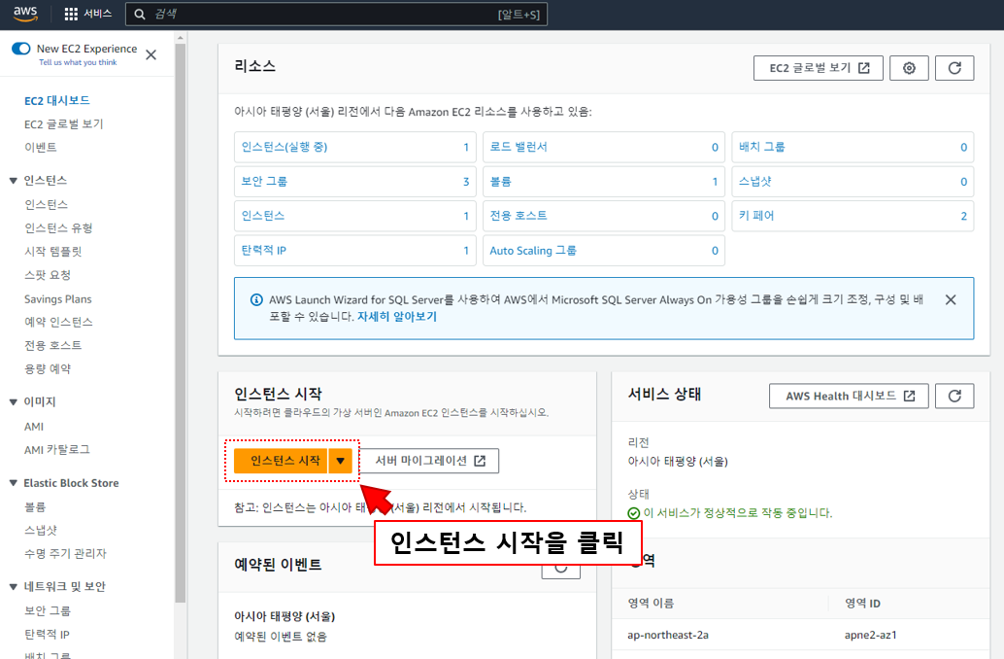 aws
서비스
검색
[알트+S]
New EC2 Experience
Tell us what you think
EC2 대시보드
EC2 글로벌 보기
이벤트
인스턴스
인스턴스
인스턴스 유형
시작 템플릿
스팟 요청
Savings Plans
예약 인스턴스
전용 호스트
용량 예약
이미지
AMI
AMI 카탈로그
Elastic Block Store
볼륨
스냅샷
수명 주기 관리자
네트워크 및 보안
보안 그룹
탄력적 IP
배치 그룹
리소스
EC2 글로벌 보기
아시아 태평양 (서울) 리전에서 다음 Amazon EC2 리소스를 사용하고 있음:
인스턴스(실행 중) 1
로드 밸런서 0
배치 그룹 0
보안 그룹 3
볼륨 1
스냅샷 0
인스턴스 1
전용 호스트 0
키 페어 2
탄력적 IP 1
Auto Scaling 그룹 0
AWS Launch Wizard for SQL Server를 사용하여 AWS에서 Microsoft SQL Server Always On 가용성 그룹을 손쉽게 크기 조정, 구성 및 배
포할 수 있습니다. 자세히 알아보기
인스턴스 시작
시작하려면 클라우드의 가상 서버인 Amazon EC2 인스턴스를 시작하십시오.
인스턴스 시작
서버 마이그레이션
참고: 인스턴스는 아시아 태 (서울) 리전에서 시작됩니다.
인스턴스 시작을 클릭
예약된 이벤트
아시아 태평양 (서울)
예약된 이벤트 없음
서비스 상태
AWS Health 대시보드
리전
아시아 태평양 (서울)
상태
이 서비스가 정상적으로 작동 중입니다.
역
영역 이름
영역 ID
ap-northeast-2a
apne2-az1